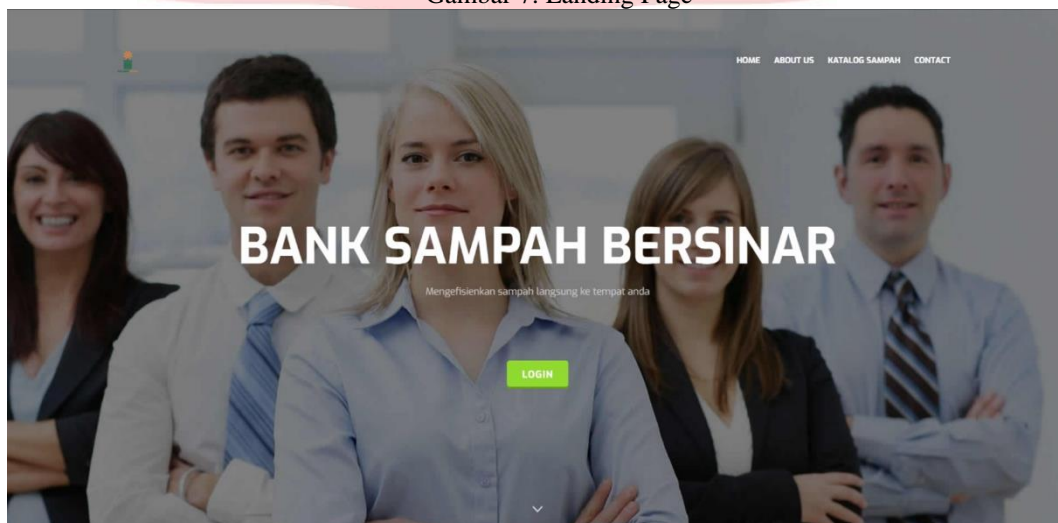 Gambar 7. Landing Page
HOME ABOUT US KATALOG SAMPAH CONTACT
BANK SAMPAH BERSINAR
Mengefisienkan sampah langsung ke tempat anda
LOGIN